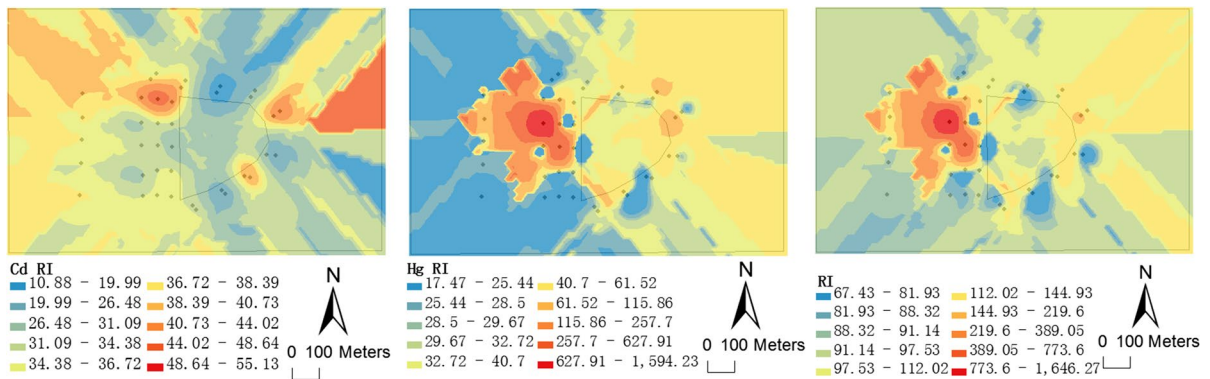 Cd RI
10.88 - 19.99 36.72 - 38.39
19.99 - 26.48 38.39 - 40.73
26.48 - 31.09 40.73 - 44.02
31.09 - 34.38 44.02 - 48.64
34.38 - 36.72 48.64 - 55.13
N
0 100 Meters
Hg RI
17.47 - 25.44 40.7 - 61.52
25.44 - 28.5 61.52 - 115.86
28.5 - 29.67 115.86 - 257.7
29.67 - 32.72 257.7 - 627.91
32.72 - 40.7 627.91 - 1,594.23
N
0 100 Meters
RI
67.43 - 81.93 112.02 - 144.93
81.93 - 88.32 144.93 - 219.6
88.32 - 91.14 219.6 - 389.05
91.14 - 97.53 389.05 - 773.6
97.53 - 112.02 773.6 - 1,646.27
N
0 100 Meters